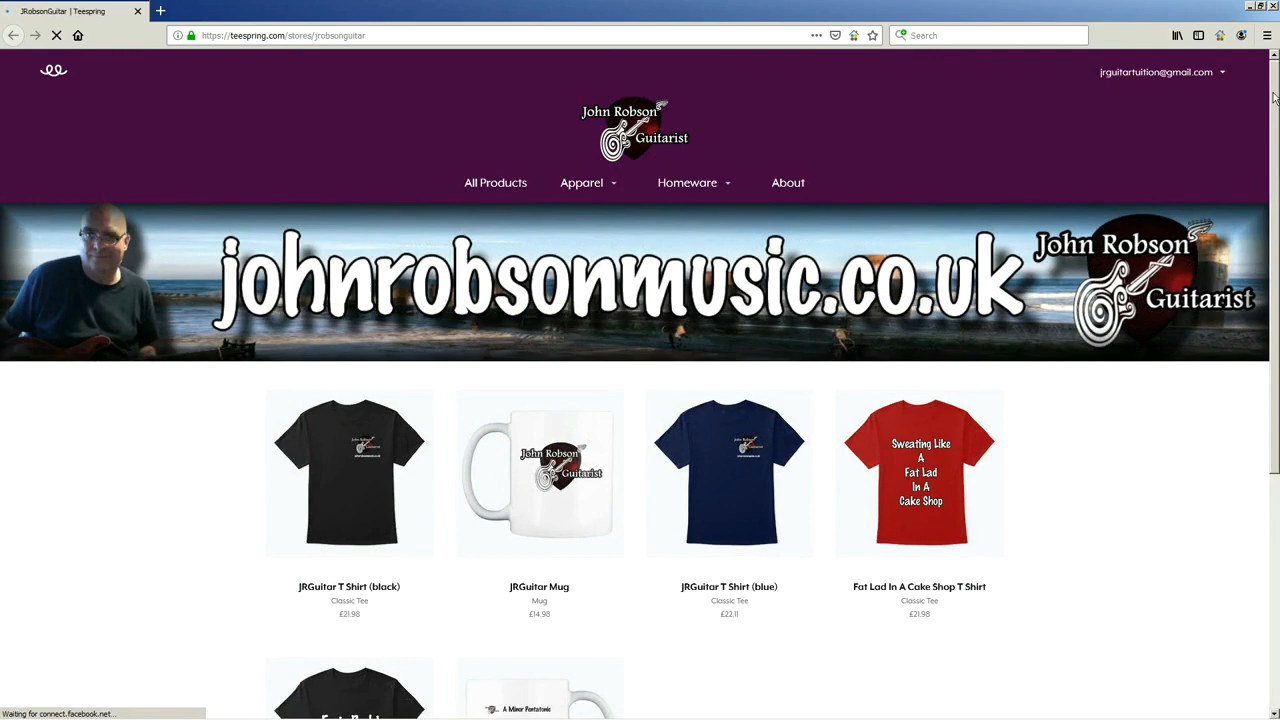 JRobsonGuitar | Teespring
https://teespring.com/stores/jrobsonguitar
Search
jrguitartuition@gmail.com
John Robson
Guitarist
All Products
Apparel
Homeware
About
johnrobsonmusic.co.uk
John Robson
Guitarist
John Robson
Guitarist
Sweating Like
A
Fat Lad
In A
Cake Shop
JRGuitar T Shirt (black)
Classic Tee
£21.98
JRGuitar Mug
Mug
£14.98
JRGuitar T Shirt (blue)
Classic Tee
£22.11
Fat Lad In A Cake Shop T Shirt
Classic Tee
£21.98
A Minor Pentatonic
Waiting for connect.facebook.net...